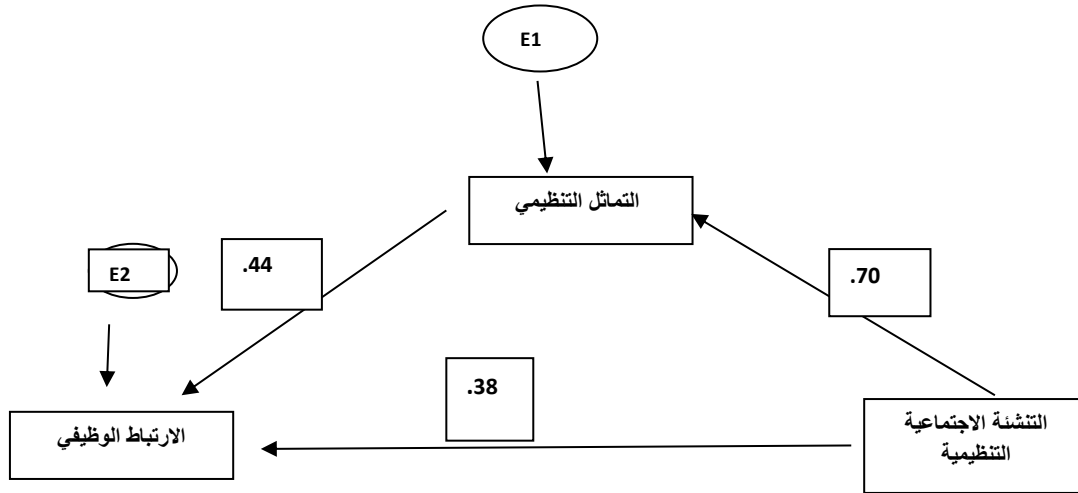 E1
التماثل التنظيمي
E2
.44
.70
.38
الارتباط الوظيفي
التنشئة الاجتماعية
التنظيمية